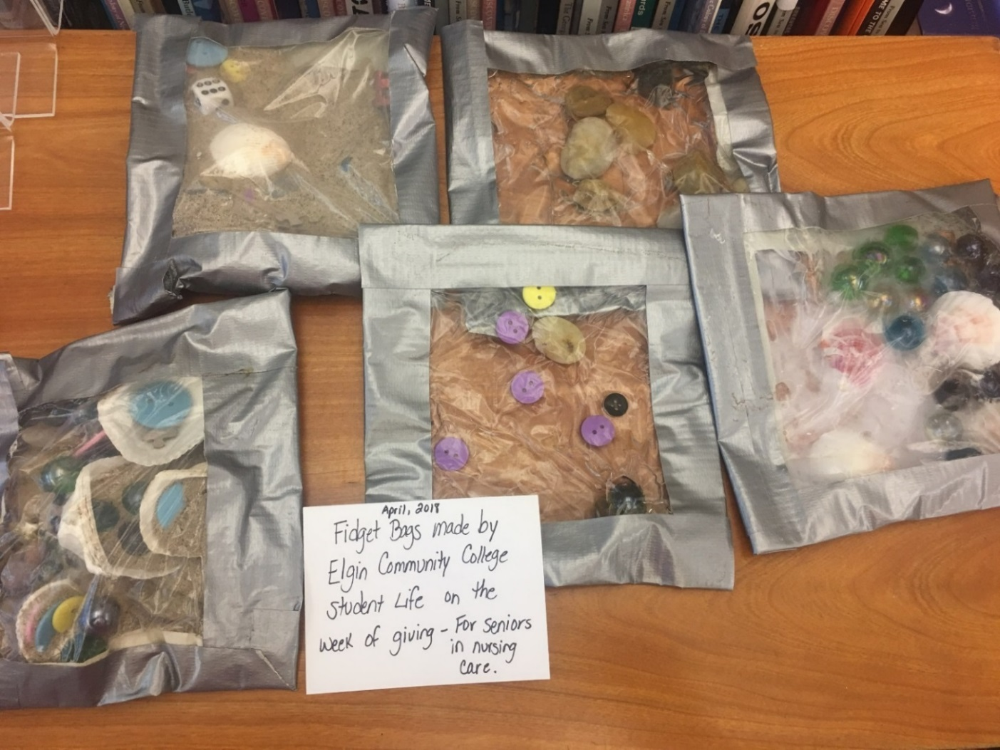 April, 2018
Fidget Bags made by
Elgin Community College
Student Life on the
week of giving - For seniors
in nursing
care.